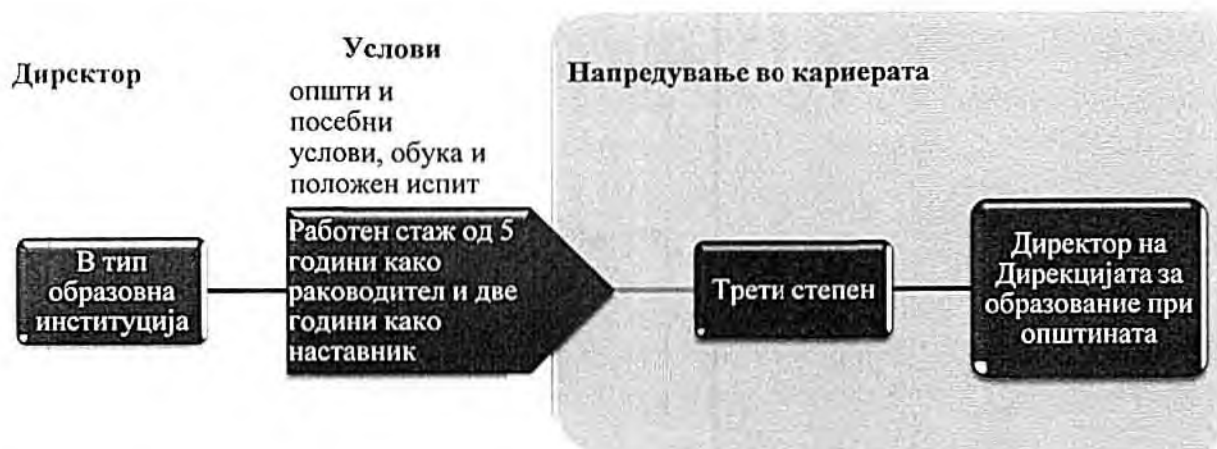 Директор
Услови
општи и
посебни
услови, обука и
положен испит
Напредување во кариерата
В тип
образовна
институција
Работен стаж од 5
години како
раководител и две
години како
наставник
Трети степен
Директор на
Дирекцијата за
образование при
општината